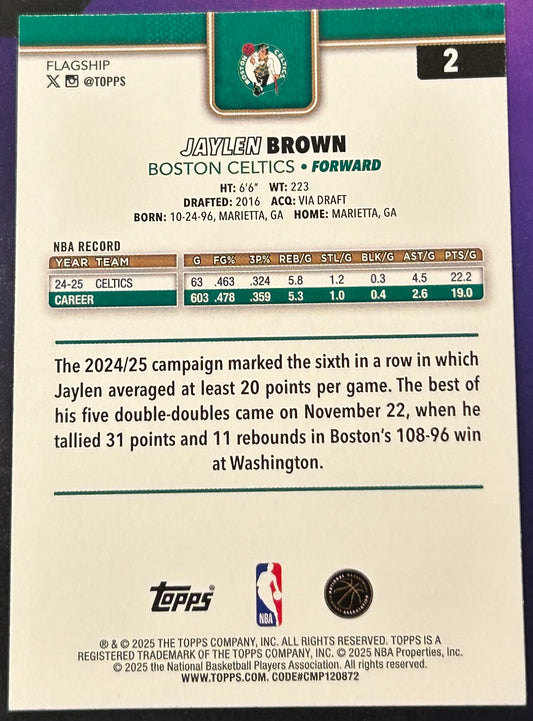 FLAGSHIP
@TOPPS
2
BOSTON CELTICS
JAYLEN BROWN
BOSTON CELTICS • FORWARD
HT: 6'6" WT: 223
DRAFTED: 2016 ACQ: VIA DRAFT
BORN: 10-24-96, MARIETTA, GA HOME: MARIETTA, GA
NBA RECORD
YEAR TEAM G FG% 3P% REB/G STL/G BLK/G AST/G PTS/G
24-25 CELTICS 63 .463 .324 5.8 1.2 0.3 4.5 22.2
CAREER 603 .478 .359 5.3 1.0 0.4 2.6 19.0
The 2024/25 campaign marked the sixth in a row in which
Jaylen averaged at least 20 points per game. The best of
his five double-doubles came on November 22, when he
tallied 31 points and 11 rebounds in Boston's 108-96 win
at Washington.
Topps®
NBA
® & © 2025 THE TOPPS COMPANY, INC. ALL RIGHTS RESERVED. TOPPS IS A
REGISTERED TRADEMARK OF THE TOPPS COMPANY, INC. © 2025 NBA Properties, Inc.
© 2025 the National Basketball Players Association. All rights reserved.
WWW.TOPPS.COM, CODE#CMP120872